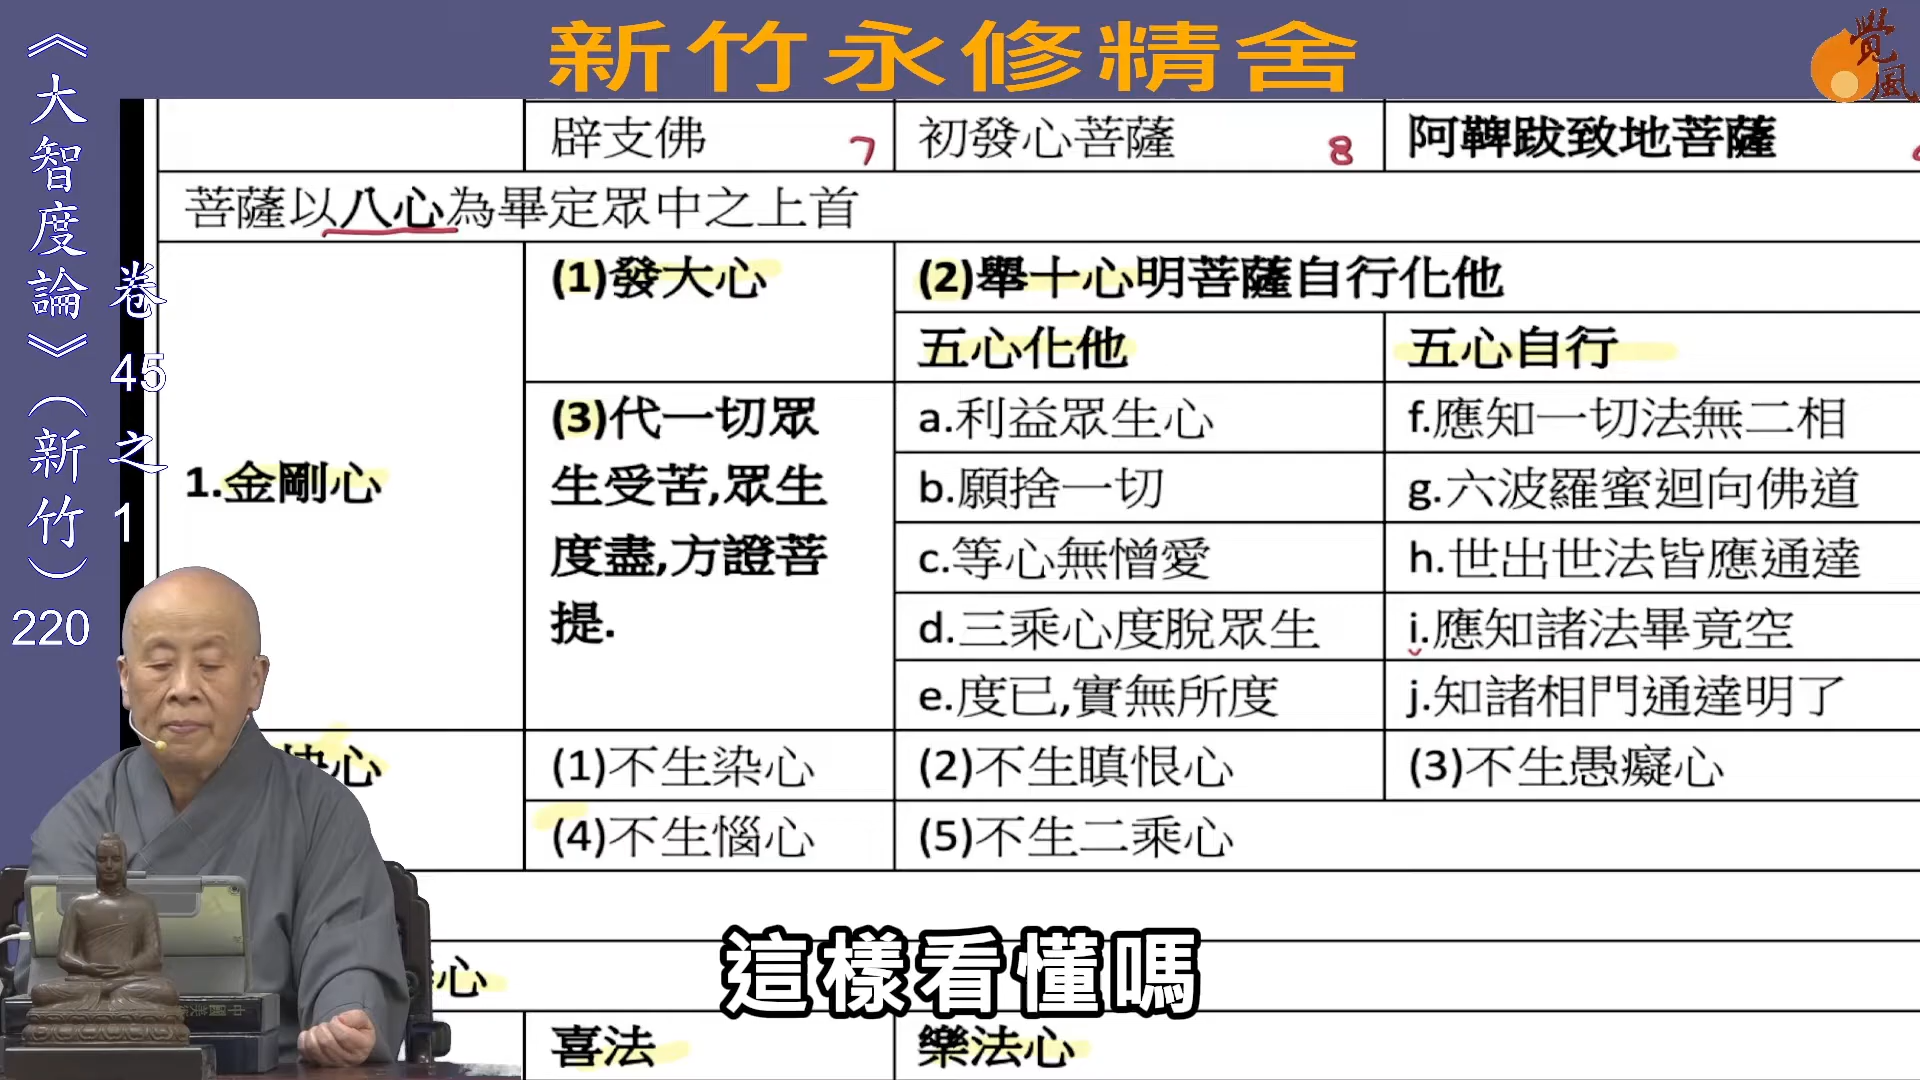 新竹永修精舍
覺風
《大智度論》（新竹）220
卷45之1
辟支佛 7 初發心菩薩 8 阿鞞跋致地菩薩
菩薩以八心為畢定眾中之上首
(1)發大心 (2)舉十心明菩薩自行化他
五心化他 五心自行
1.金剛心
(3)代一切眾
生受苦,眾生
度盡,方證菩
提.
a.利益眾生心 f.應知一切法無二相
b.願捨一切 g.六波羅蜜迴向佛道
c.等心無憎愛 h.世出世法皆應通達
d.三乘心度脫眾生 i.應知諸法畢竟空
e.度已,實無所度 j.知諸相門通達明了
快心 (1)不生染心 (2)不生瞋恨心 (3)不生愚癡心
(4)不生惱心 (5)不生二乘心
心
喜法 樂法心
這樣看懂嗎